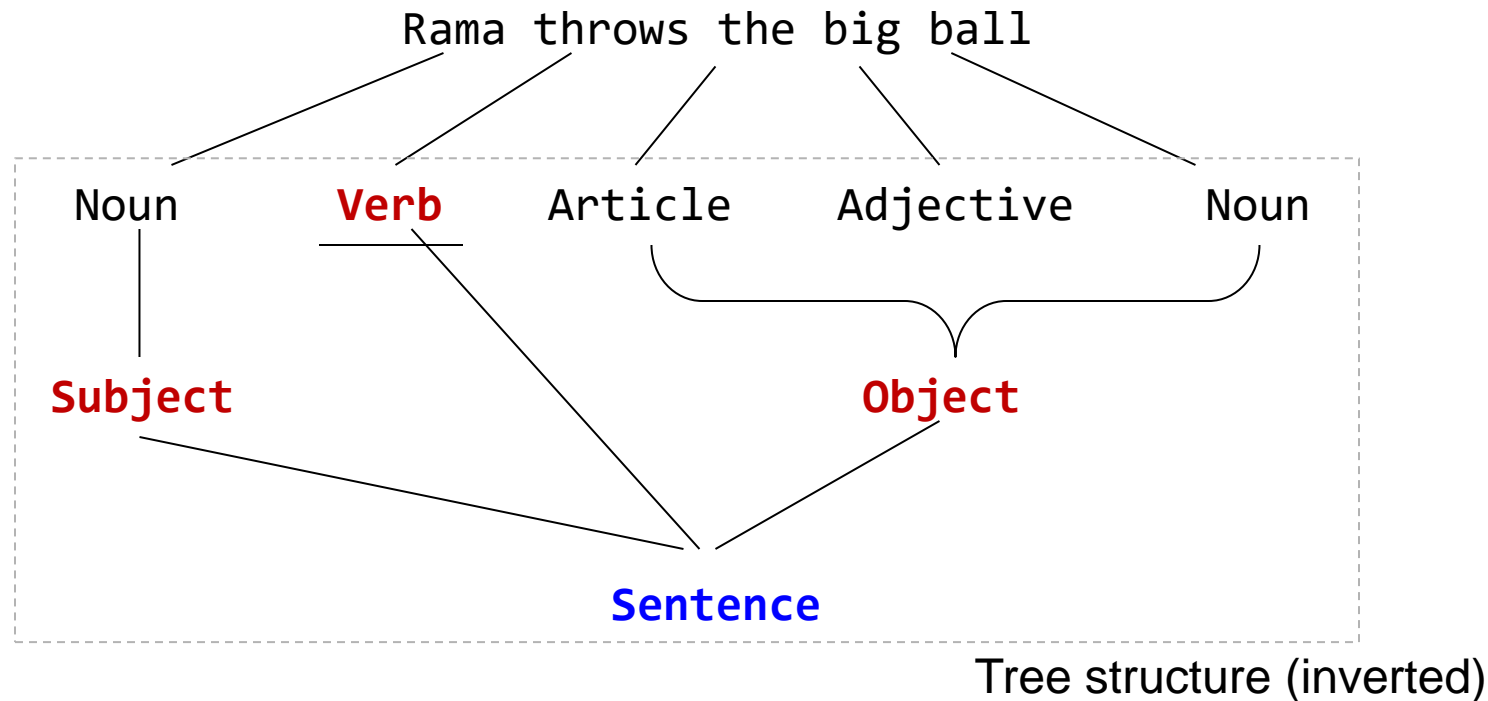 Rama throws the big ball
Noun Verb Article Adjective Noun
Subject Object
Sentence
Tree structure (inverted)